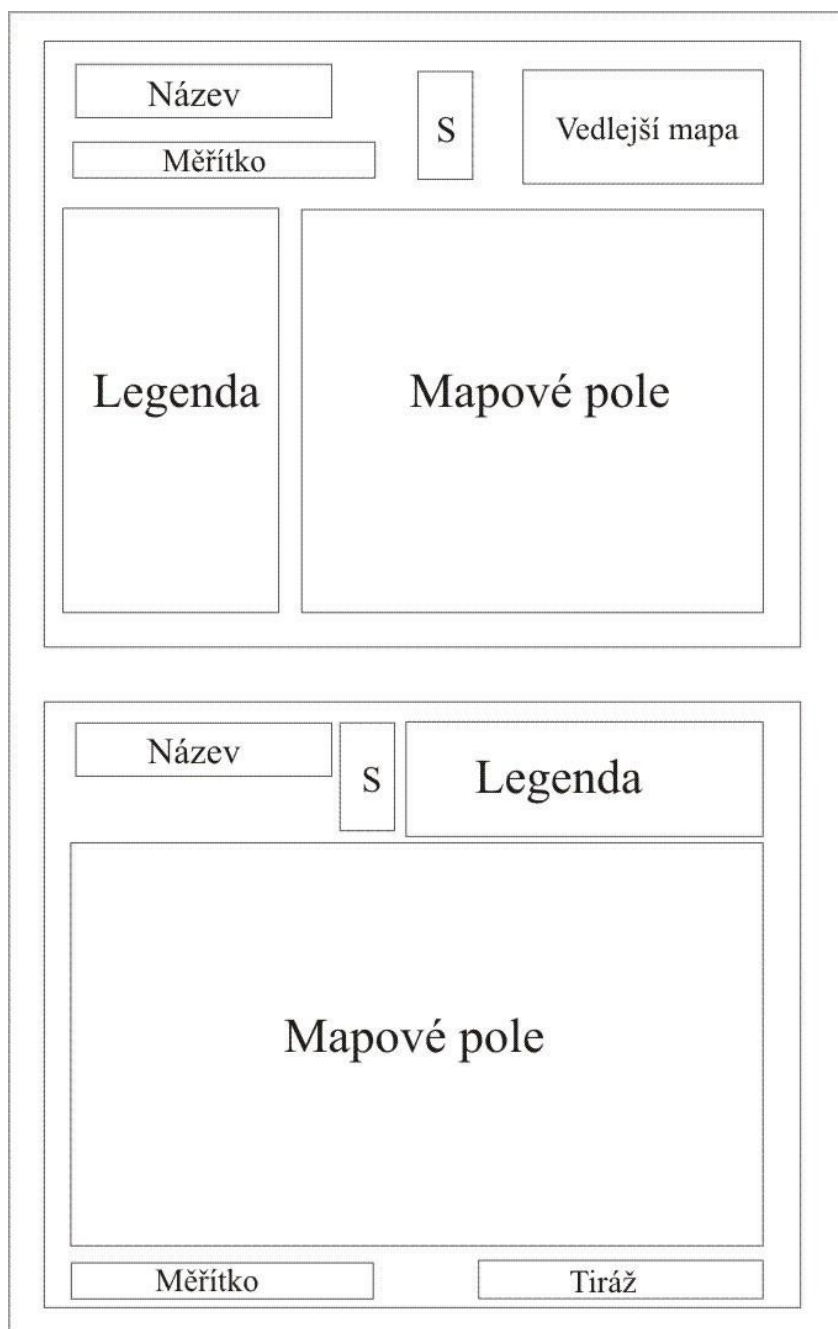 Název
S
Vedlejší mapa
Měřítko
Legenda
Mapové pole
Název
S
Legenda
Mapové pole
Měřítko
Tiráž